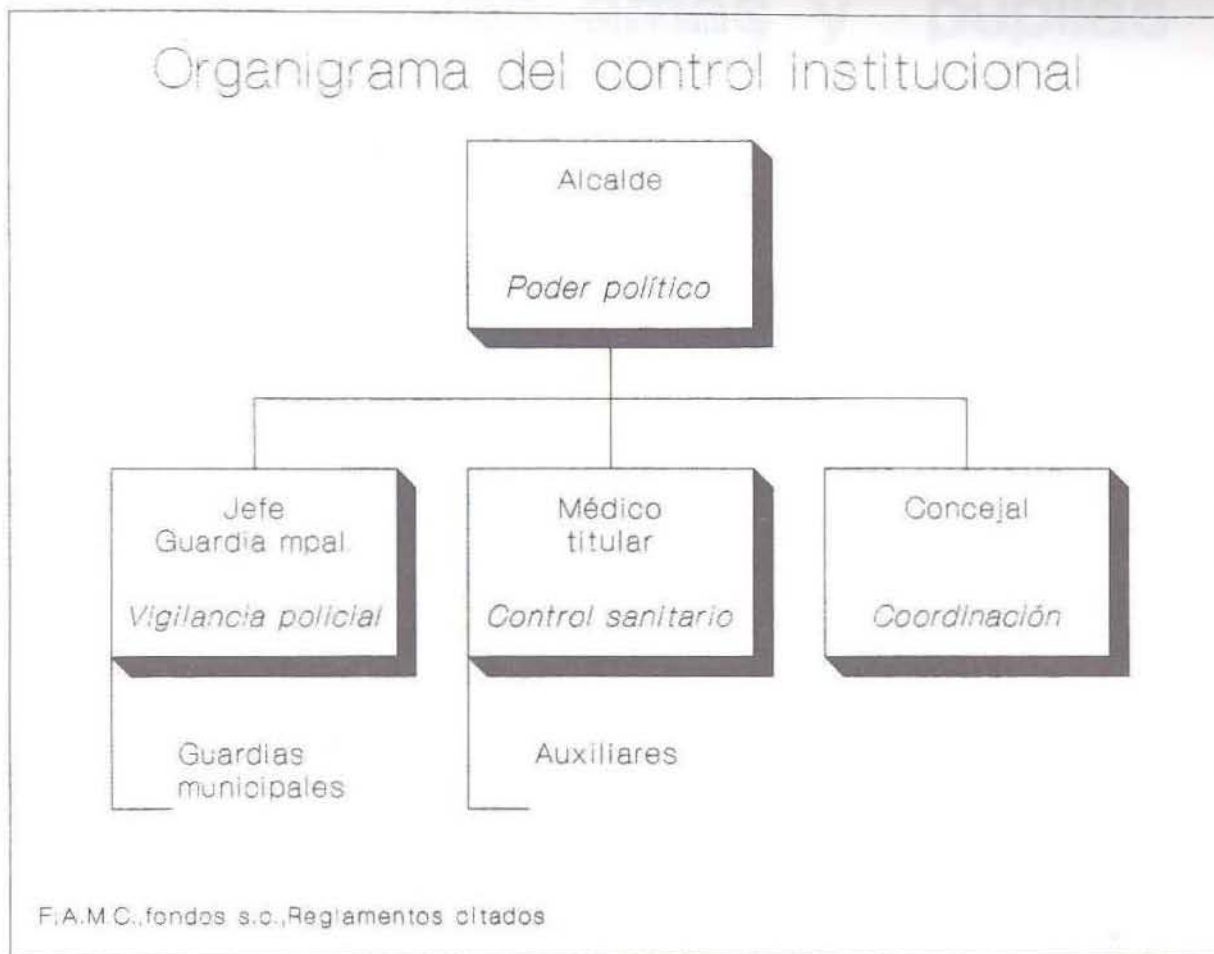 Organigrama del control institucional
Alcalde
Poder político
Jefe
Guardia mpal.
Vigilancia policial
Médico
titular
Control sanitario
Concejal
Coordinación
Guardias
municipales
Auxiliares
F.A.M.C.,fondos s.c.,Reglamentos citados